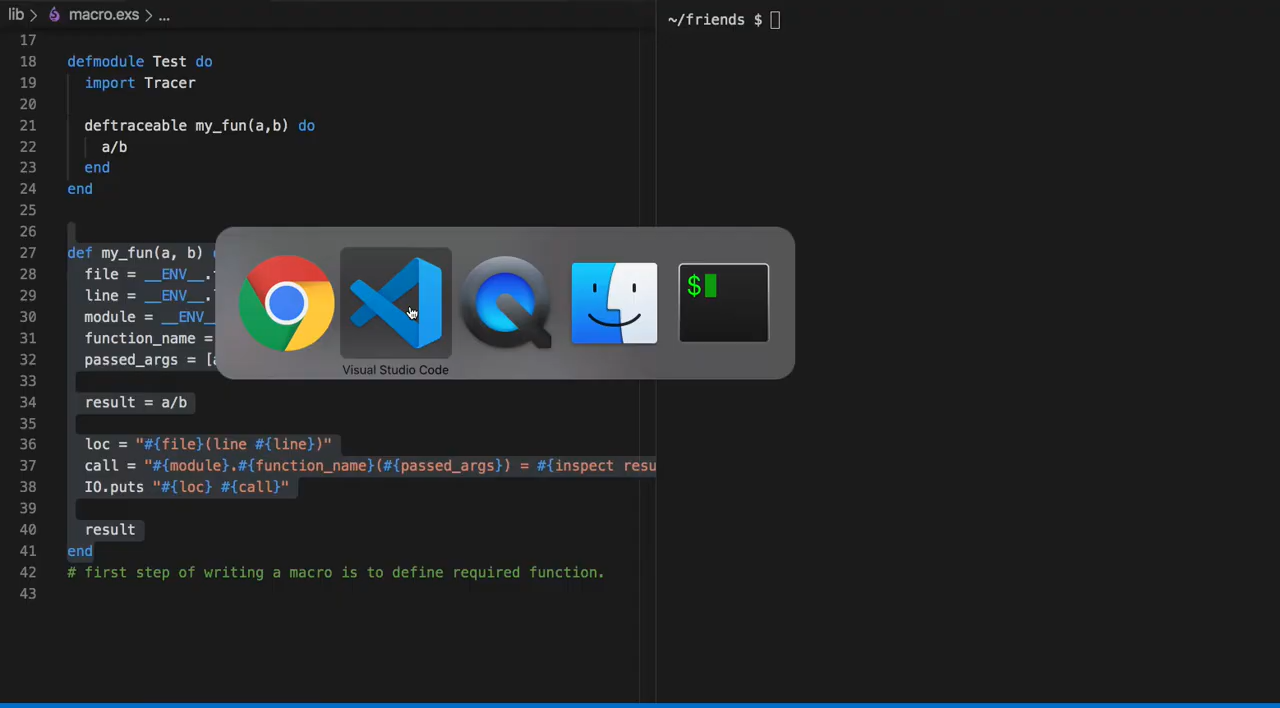 lib > macro.exs > ...
~/friends $
17
18 defmodule Test do
19 import Tracer
20
21 deftraceable my_fun(a,b) do
22 a/b
23 end
24 end
25
26
27 def my_fun(a, b)
28 file = __ENV__.
29 line = __ENV__.
30 module = __ENV__
31 function_name =
32 passed_args = [
33
34 result = a/b
35
36 loc = "#{file}(line #{line})"
37 call = "#{module}.#{function_name}(#{passed_args}) = #{inspect resu
38 IO.puts "#{loc} #{call}"
39
40 result
41 end
42 # first step of writing a macro is to define required function.
43
$
Visual Studio Code